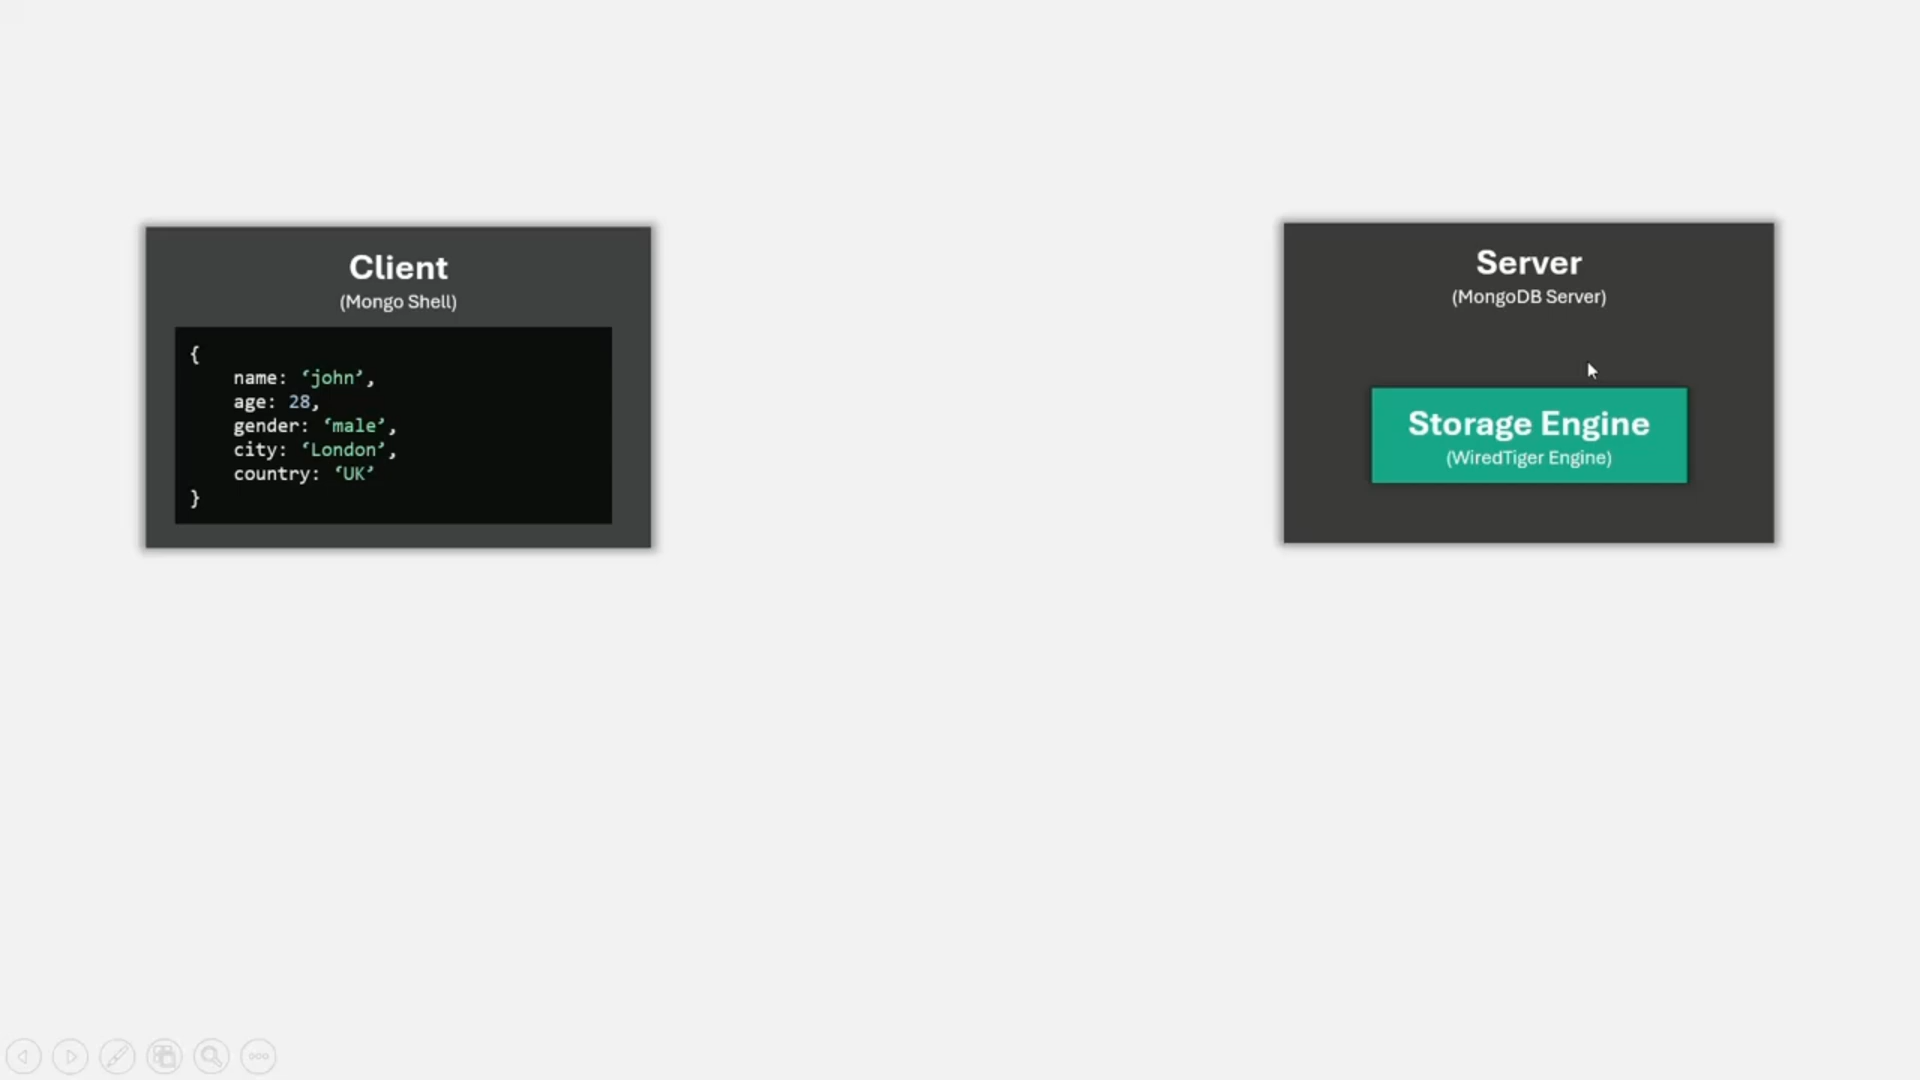 Client
(Mongo Shell)
{
name: ‘john’,
age: 28,
gender: ‘male’,
city: ‘London’,
country: ‘UK’
}
Server
(MongoDB Server)
Storage Engine
(WiredTiger Engine)